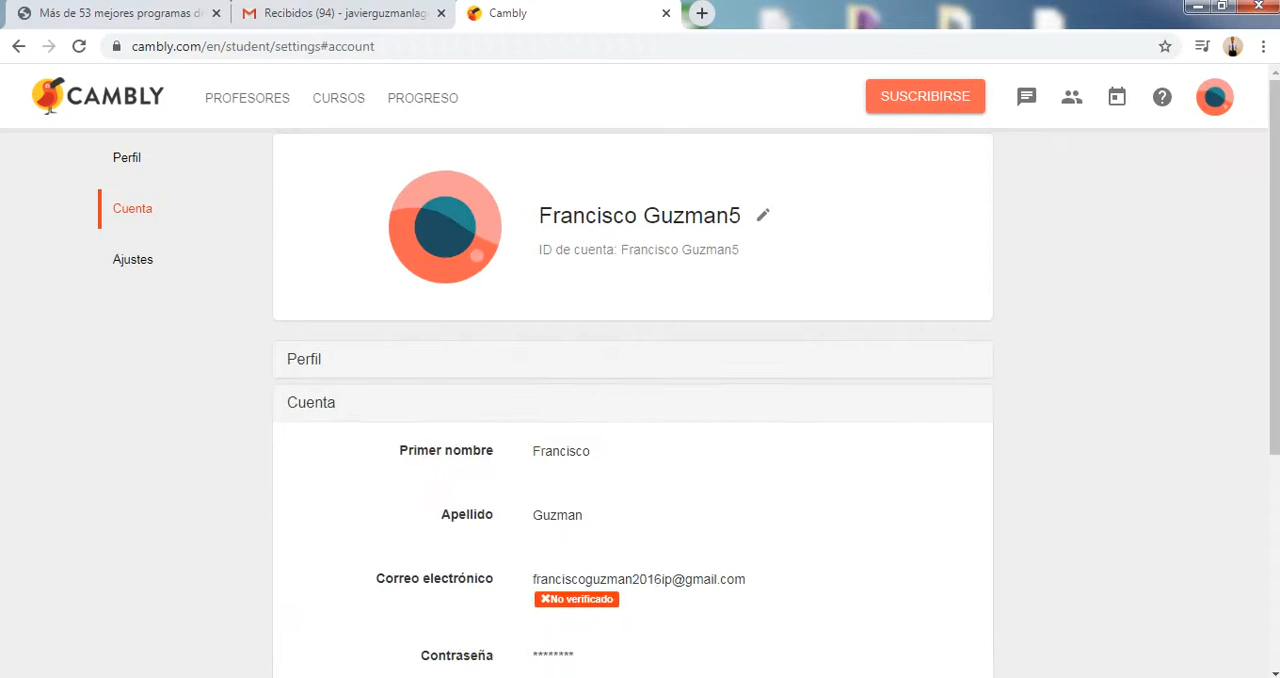 Más de 53 mejores programas de
Recibidos (94) - javierguzmanlag
Cambly
cambly.com/en/student/settings#account
CAMBLY
PROFESORES
CURSOS
PROGRESO
SUSCRIBIRSE
Perfil
Cuenta
Ajustes
Francisco Guzman5
ID de cuenta: Francisco Guzman5
Perfil
Cuenta
Primer nombre Francisco
Apellido Guzman
Correo electrónico franciscoguzman2016ip@gmail.com
No verificado
Contraseña ********